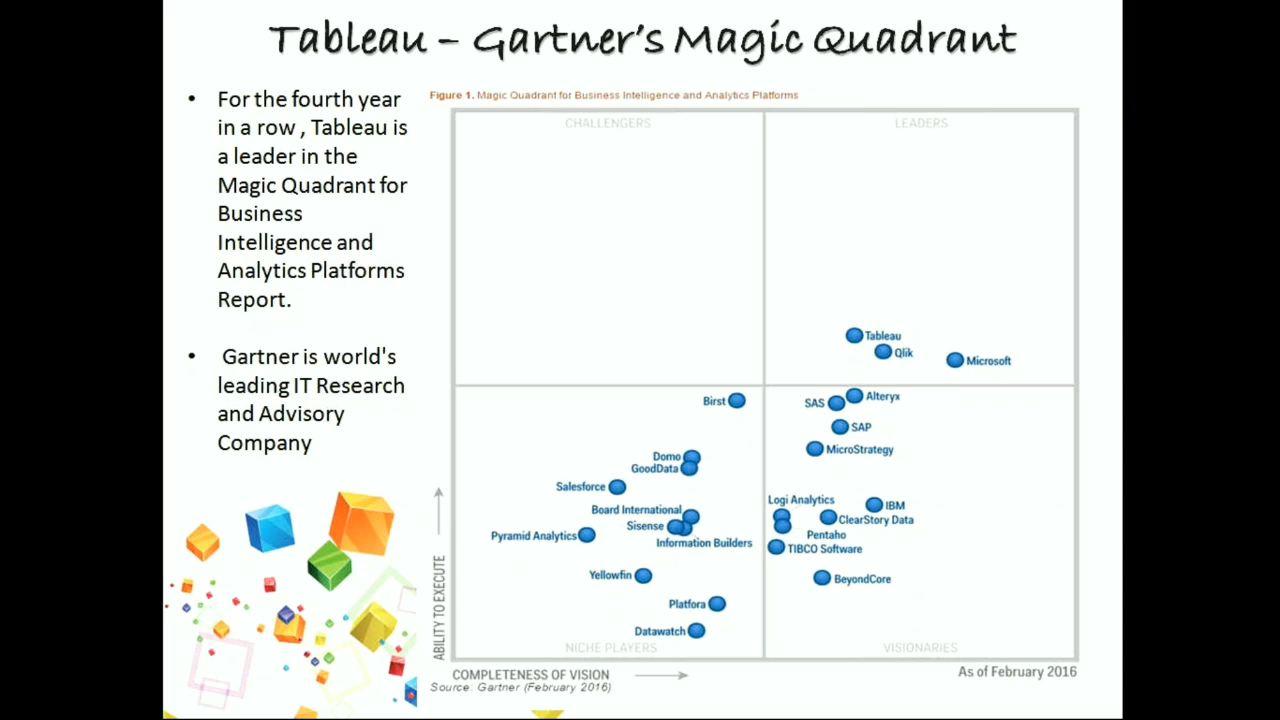 Tableau – Gartner's Magic Quadrant
• For the fourth year
in a row , Tableau is
a leader in the
Magic Quadrant for
Business
Intelligence and
Analytics Platforms
Report.
• Gartner is world's
leading IT Research
and Advisory
Company
Figure 1. Magic Quadrant for Business Intelligence and Analytics Platforms
CHALLENGERS
LEADERS
Tableau
Qlik
Microsoft
Birst
Alteryx
SAS
SAP
MicroStrategy
Domo
GoodData
Salesforce
Logi Analytics
IBM
Board International
ClearStory Data
Sisense
Pyramid Analytics
Pentaho
Information Builders
TIBCO Software
Yellowfin
BeyondCore
Platfora
Datawatch
NICHE PLAYERS
VISIONARIES
ABILITY TO EXECUTE
COMPLETENESS OF VISION
As of February 2016
Source: Gartner (February 2016)